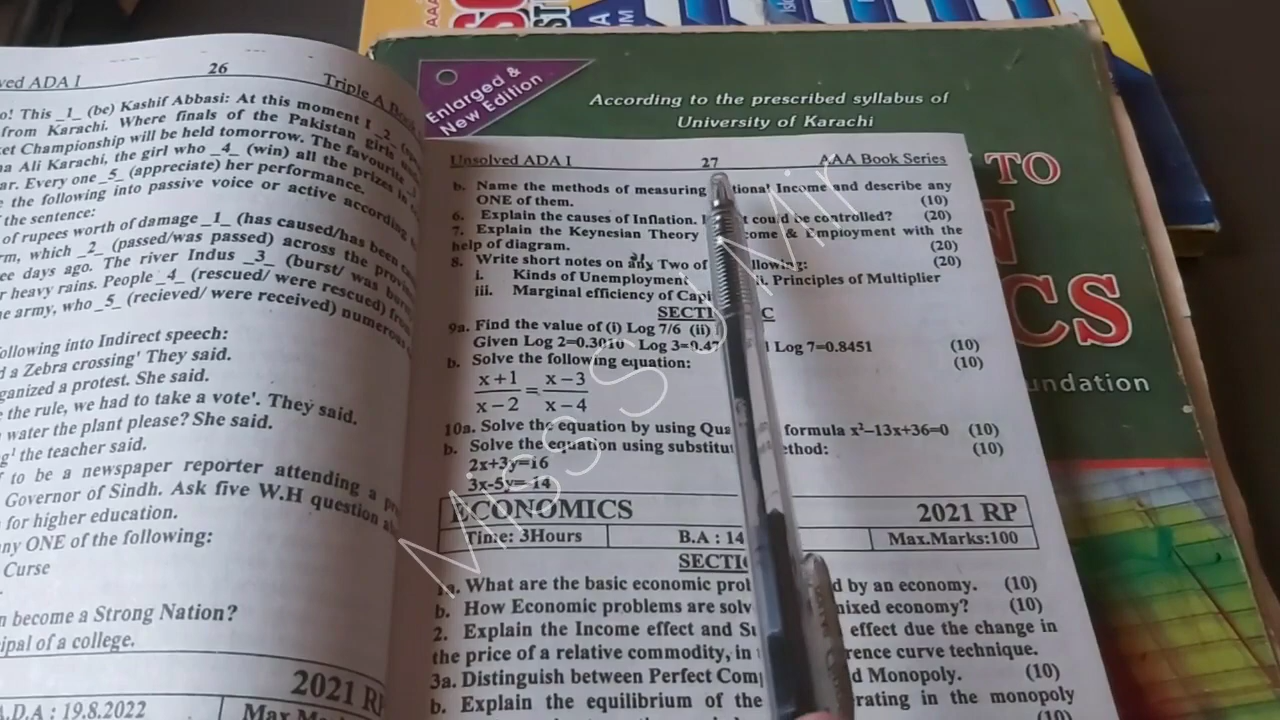 Enlarged &
New Edition
According to the prescribed syllabus of
University of Karachi
TO
CS
ved ADA I 26 Triple A
o! This _1_ (be) Kashif Abbasi: At this moment I _2_
from Karachi. Where finals of the Pakistan girls
ket Championship will be held tomorrow. The favourite
na Ali Karachi, the girl who _4_ (win) all the prizes
ar. Every one _5_ (appreciate) her performance.
the following into passive voice or active according
the sentence:
of rupees worth of damage _1_ (has caused/has been
rm, which _2_ (passed/was passed) across the
ee days ago. The river Indus _3_ (burst/ was
r heavy rains. People _4_ (rescued/ were rescued)
e army, who _5_ (recieved/ were received) numerous
ollowing into Indirect speech:
d a Zebra crossing' They said.
ganized a protest. She said.
the rule, we had to take a vote'. They said.
water the plant please? She said.
g' the teacher said.
to be a newspaper reporter attending a
Governor of Sindh. Ask five W.H question
for higher education.
ny ONE of the following:
Curse
n become a Strong Nation?
ipal of a college.
2021
A.D.A : 19.8.2022
Unsolved ADA I 27 AAA Book Series
b. Name the methods of measuring tional Income and describe any
ONE of them. (10)
6. Explain the causes of Inflation. t could be controlled? (20)
7. Explain the Keynesian Theory come & Employment with the
help of diagram. (20)
8. Write short notes on any Two of llowing: (20)
i. Kinds of Unemployment ii. Principles of Multiplier
iii. Marginal efficiency of Capi
SECTI C
9a. Find the value of (i) Log 7/6 (ii)
Given Log 2=0.3010 Log 3=0.47 Log 7=0.8451 (10)
b. Solve the following equation: (10)
x+1 / x−2 = x−3 / x−4
10a. Solve the equation by using Qua formula x²−13x+36=0 (10)
b. Solve the equation using substitu ethod: (10)
2x+3y=16
3x-5y=-14
ECONOMICS 2021 RP
Time: 3Hours B.A : 14 Max.Marks:100
SECTI
1a. What are the basic economic prol d by an economy. (10)
b. How Economic problems are solv mixed economy? (10)
2. Explain the Income effect and Su effect due the change in
the price of a relative commodity, in rence curve technique.
3a. Distinguish between Perfect Com d Monopoly. (10)
b. Explain the equilibrium of the rating in the monopoly
(10)
undation
Miss S U Mir